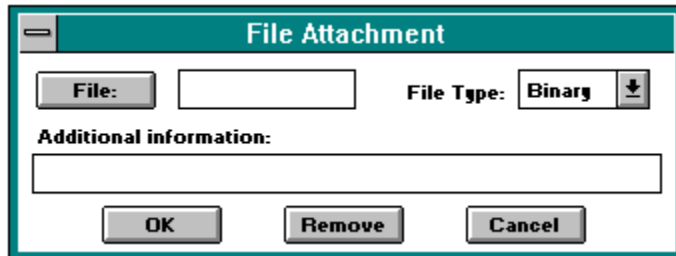 File Attachment
File: File Type: Binary
Additional information:
OK Remove Cancel